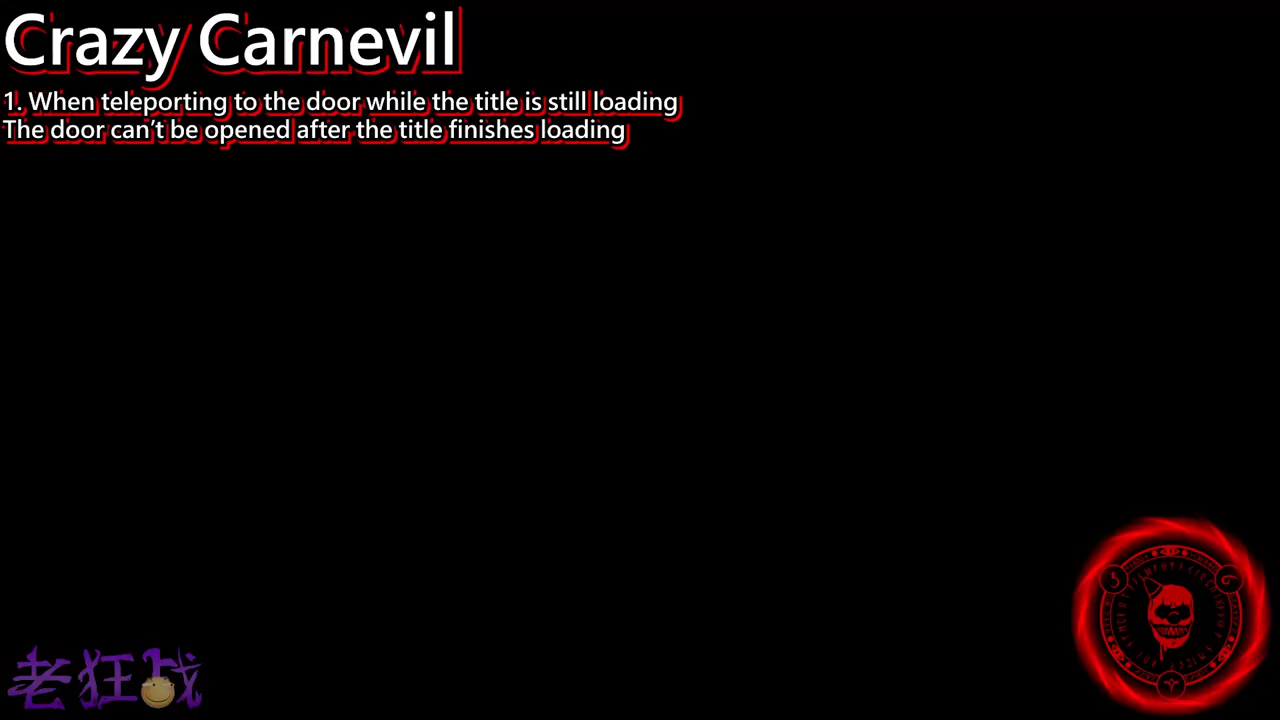 Crazy Carnevil
1. When teleporting to the door while the title is still loading
The door can’t be opened after the title finishes loading
老狂战